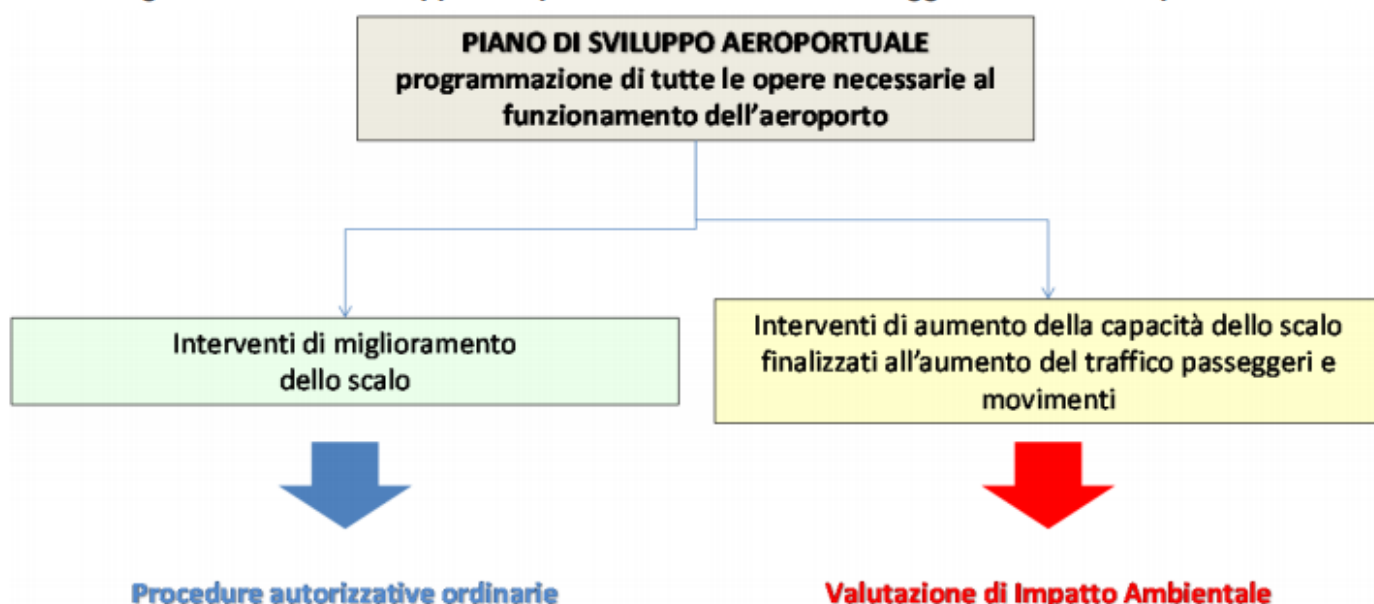 PIANO DI SVILUPPO AEROPORTUALE
programmazione di tutte le opere necessarie al
funzionamento dell'aeroporto
Interventi di miglioramento
dello scalo
Interventi di aumento della capacità dello scalo
finalizzati all'aumento del traffico passeggeri e
movimenti
Procedure autorizzative ordinarie
Valutazione di Impatto Ambientale